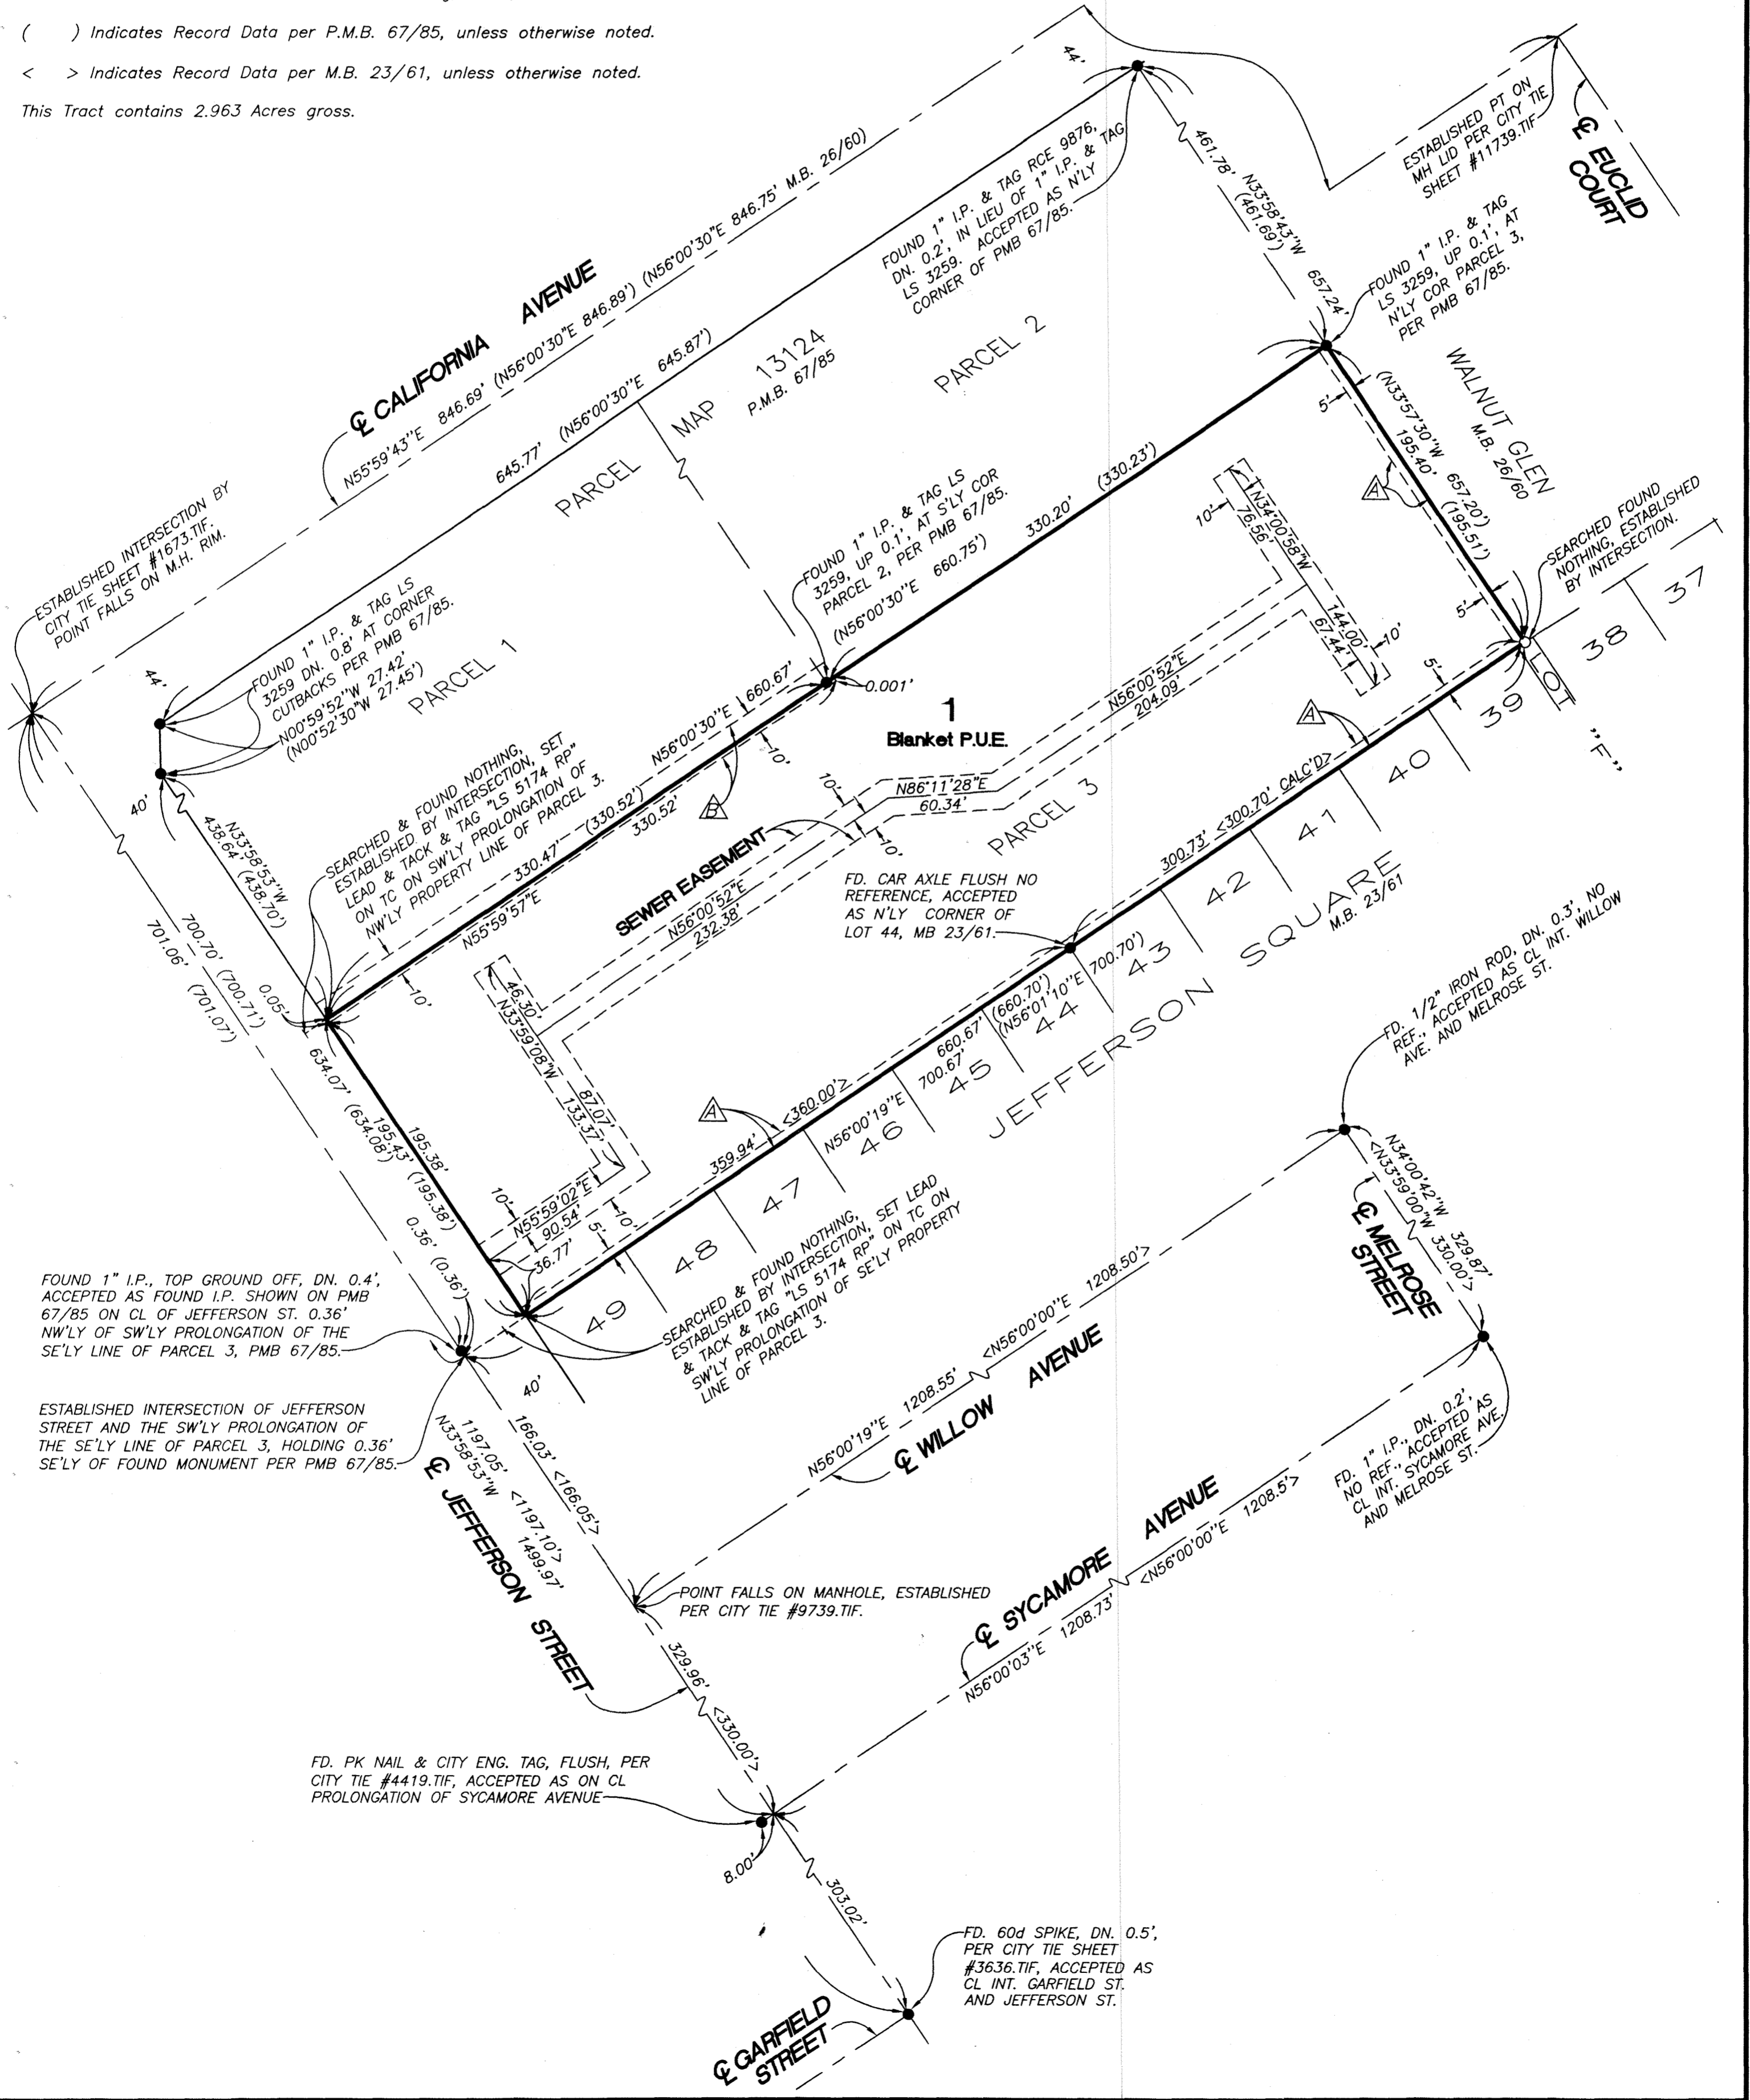 (    ) Indicates Record Data per P.M.B. 67/85, unless otherwise noted.
<    > Indicates Record Data per M.B. 23/61, unless otherwise noted.
This Tract contains 2.963 Acres gross.
44'
461.78'
N33°58'43"W 657.24'
(461.69')
ESTABLISHED PT ON
MH LID PER CITY TIE
SHEET #11739.TIF
℄ EUCLID
COURT
FOUND 1" I.P. & TAG RCE 9876,
DN. 0.2', IN LIEU OF 1" I.P. & TAG
LS 3259. ACCEPTED AS N'LY
CORNER OF PMB 67/85.
FOUND 1" I.P. & TAG
LS 3259, UP 0.1', AT
N'LY COR PARCEL 3,
PER PMB 67/85.
℄ CALIFORNIA AVENUE
N55°59'43"E 846.69' (N56°00'30"E 846.89') (N56°00'30"E 846.75' M.B. 26/60)
645.77' (N56°00'30"E 645.87')
PARCEL MAP 13124
P.M.B. 67/85
PARCEL 2
PARCEL 1
WALNUT GLEN
M.B. 26/60
(N33°57'30"W 657.20')
195.40' (195.51')
5'
A
5'
SEARCHED FOUND
NOTHING, ESTABLISHED
BY INTERSECTION.
37
38
39
LOT "F"
ESTABLISHED INTERSECTION BY
CITY TIE SHEET #1673.TIF.
POINT FALLS ON M.H. RIM.
44'
FOUND 1" I.P. & TAG LS
3259 DN. 0.8' AT CORNER
CUTBACKS PER PMB 67/85.
N00°59'52"W 27.42'
(N00°52'30"W 27.45')
40'
N33°58'53"W
438.64' (438.70')
FOUND 1" I.P. & TAG LS
3259, UP 0.1', AT S'LY COR
PARCEL 2, PER PMB 67/85.
330.20' (330.23')
(N56°00'30"E 660.75')
N56°00'30"E 660.67'
0.001'
SEARCHED & FOUND NOTHING,
ESTABLISHED BY INTERSECTION, SET
LEAD & TACK & TAG "LS 5174 RP"
ON TC ON SW'LY PROLONGATION OF
NW'LY PROPERTY LINE OF PARCEL 3.
330.47' (330.52')
330.52'
N55°59'57"E
10'
10'
B
1
Blanket P.U.E.
N34°00'58"W
10'
76.56'
144.00'
67.44'
10'
N56°00'52"E
204.09'
N86°11'28"E
60.34'
10'
10'
SEWER EASEMENT
N56°00'52"E
232.38'
PARCEL 3
5'
A
300.73' <300.70' CALC'D>
40
41
42
43
FD. CAR AXLE FLUSH NO
REFERENCE, ACCEPTED
AS N'LY CORNER OF
LOT 44, MB 23/61.
JEFFERSON SQUARE
M.B. 23/61
660.67' (660.70')
N56°00'19"E 700.67' (N56°01'10"E 700.70')
44
45
46
47
48
49
359.94' <360.00'>
A
46.30'
N33°59'08"W
133.37'
87.07'
N55°59'02"E
90.54'
10'
10'
5'
36.77'
700.70' (700.71')
701.06' (701.07')
0.05'
634.07' (634.08')
195.38'
195.43' (195.38')
0.36' (0.36')
FD. 1/2" IRON ROD, DN. 0.3', NO
REF., ACCEPTED AS CL INT. WILLOW
AVE. AND MELROSE ST.
N34°00'42"W 329.87'
<N33°59'00"W 330.00'>
℄ MELROSE
STREET
FOUND 1" I.P., TOP GROUND OFF, DN. 0.4',
ACCEPTED AS FOUND I.P. SHOWN ON PMB
67/85 ON CL OF JEFFERSON ST. 0.36'
NW'LY OF SW'LY PROLONGATION OF THE
SE'LY LINE OF PARCEL 3, PMB 67/85.
SEARCHED & FOUND NOTHING,
ESTABLISHED BY INTERSECTION, SET LEAD
& TACK & TAG "LS 5174 RP" ON TC ON
SW'LY PROLONGATION OF SE'LY PROPERTY
LINE OF PARCEL 3.
ESTABLISHED INTERSECTION OF JEFFERSON
STREET AND THE SW'LY PROLONGATION OF
THE SE'LY LINE OF PARCEL 3, HOLDING 0.36'
SE'LY OF FOUND MONUMENT PER PMB 67/85.
40'
166.03' <166.05'>
1197.05' <1197.10'>
N33°58'53"W 1499.97'
℄ JEFFERSON STREET
N56°00'19"E 1208.55' <N56°00'00"E 1208.50'>
℄ WILLOW AVENUE
FD. 1" I.P., DN. 0.2',
NO REF., ACCEPTED AS
CL INT. SYCAMORE AVE.
AND MELROSE ST.
℄ SYCAMORE AVENUE
N56°00'03"E 1208.73' <N56°00'00"E 1208.5'>
POINT FALLS ON MANHOLE, ESTABLISHED
PER CITY TIE #9739.TIF.
329.96' <330.00'>
FD. PK NAIL & CITY ENG. TAG, FLUSH, PER
CITY TIE #4419.TIF, ACCEPTED AS ON CL
PROLONGATION OF SYCAMORE AVENUE
8.00'
303.02'
FD. 60d SPIKE, DN. 0.5',
PER CITY TIE SHEET
#3636.TIF, ACCEPTED AS
CL INT. GARFIELD ST.
AND JEFFERSON ST.
℄ GARFIELD
STREET